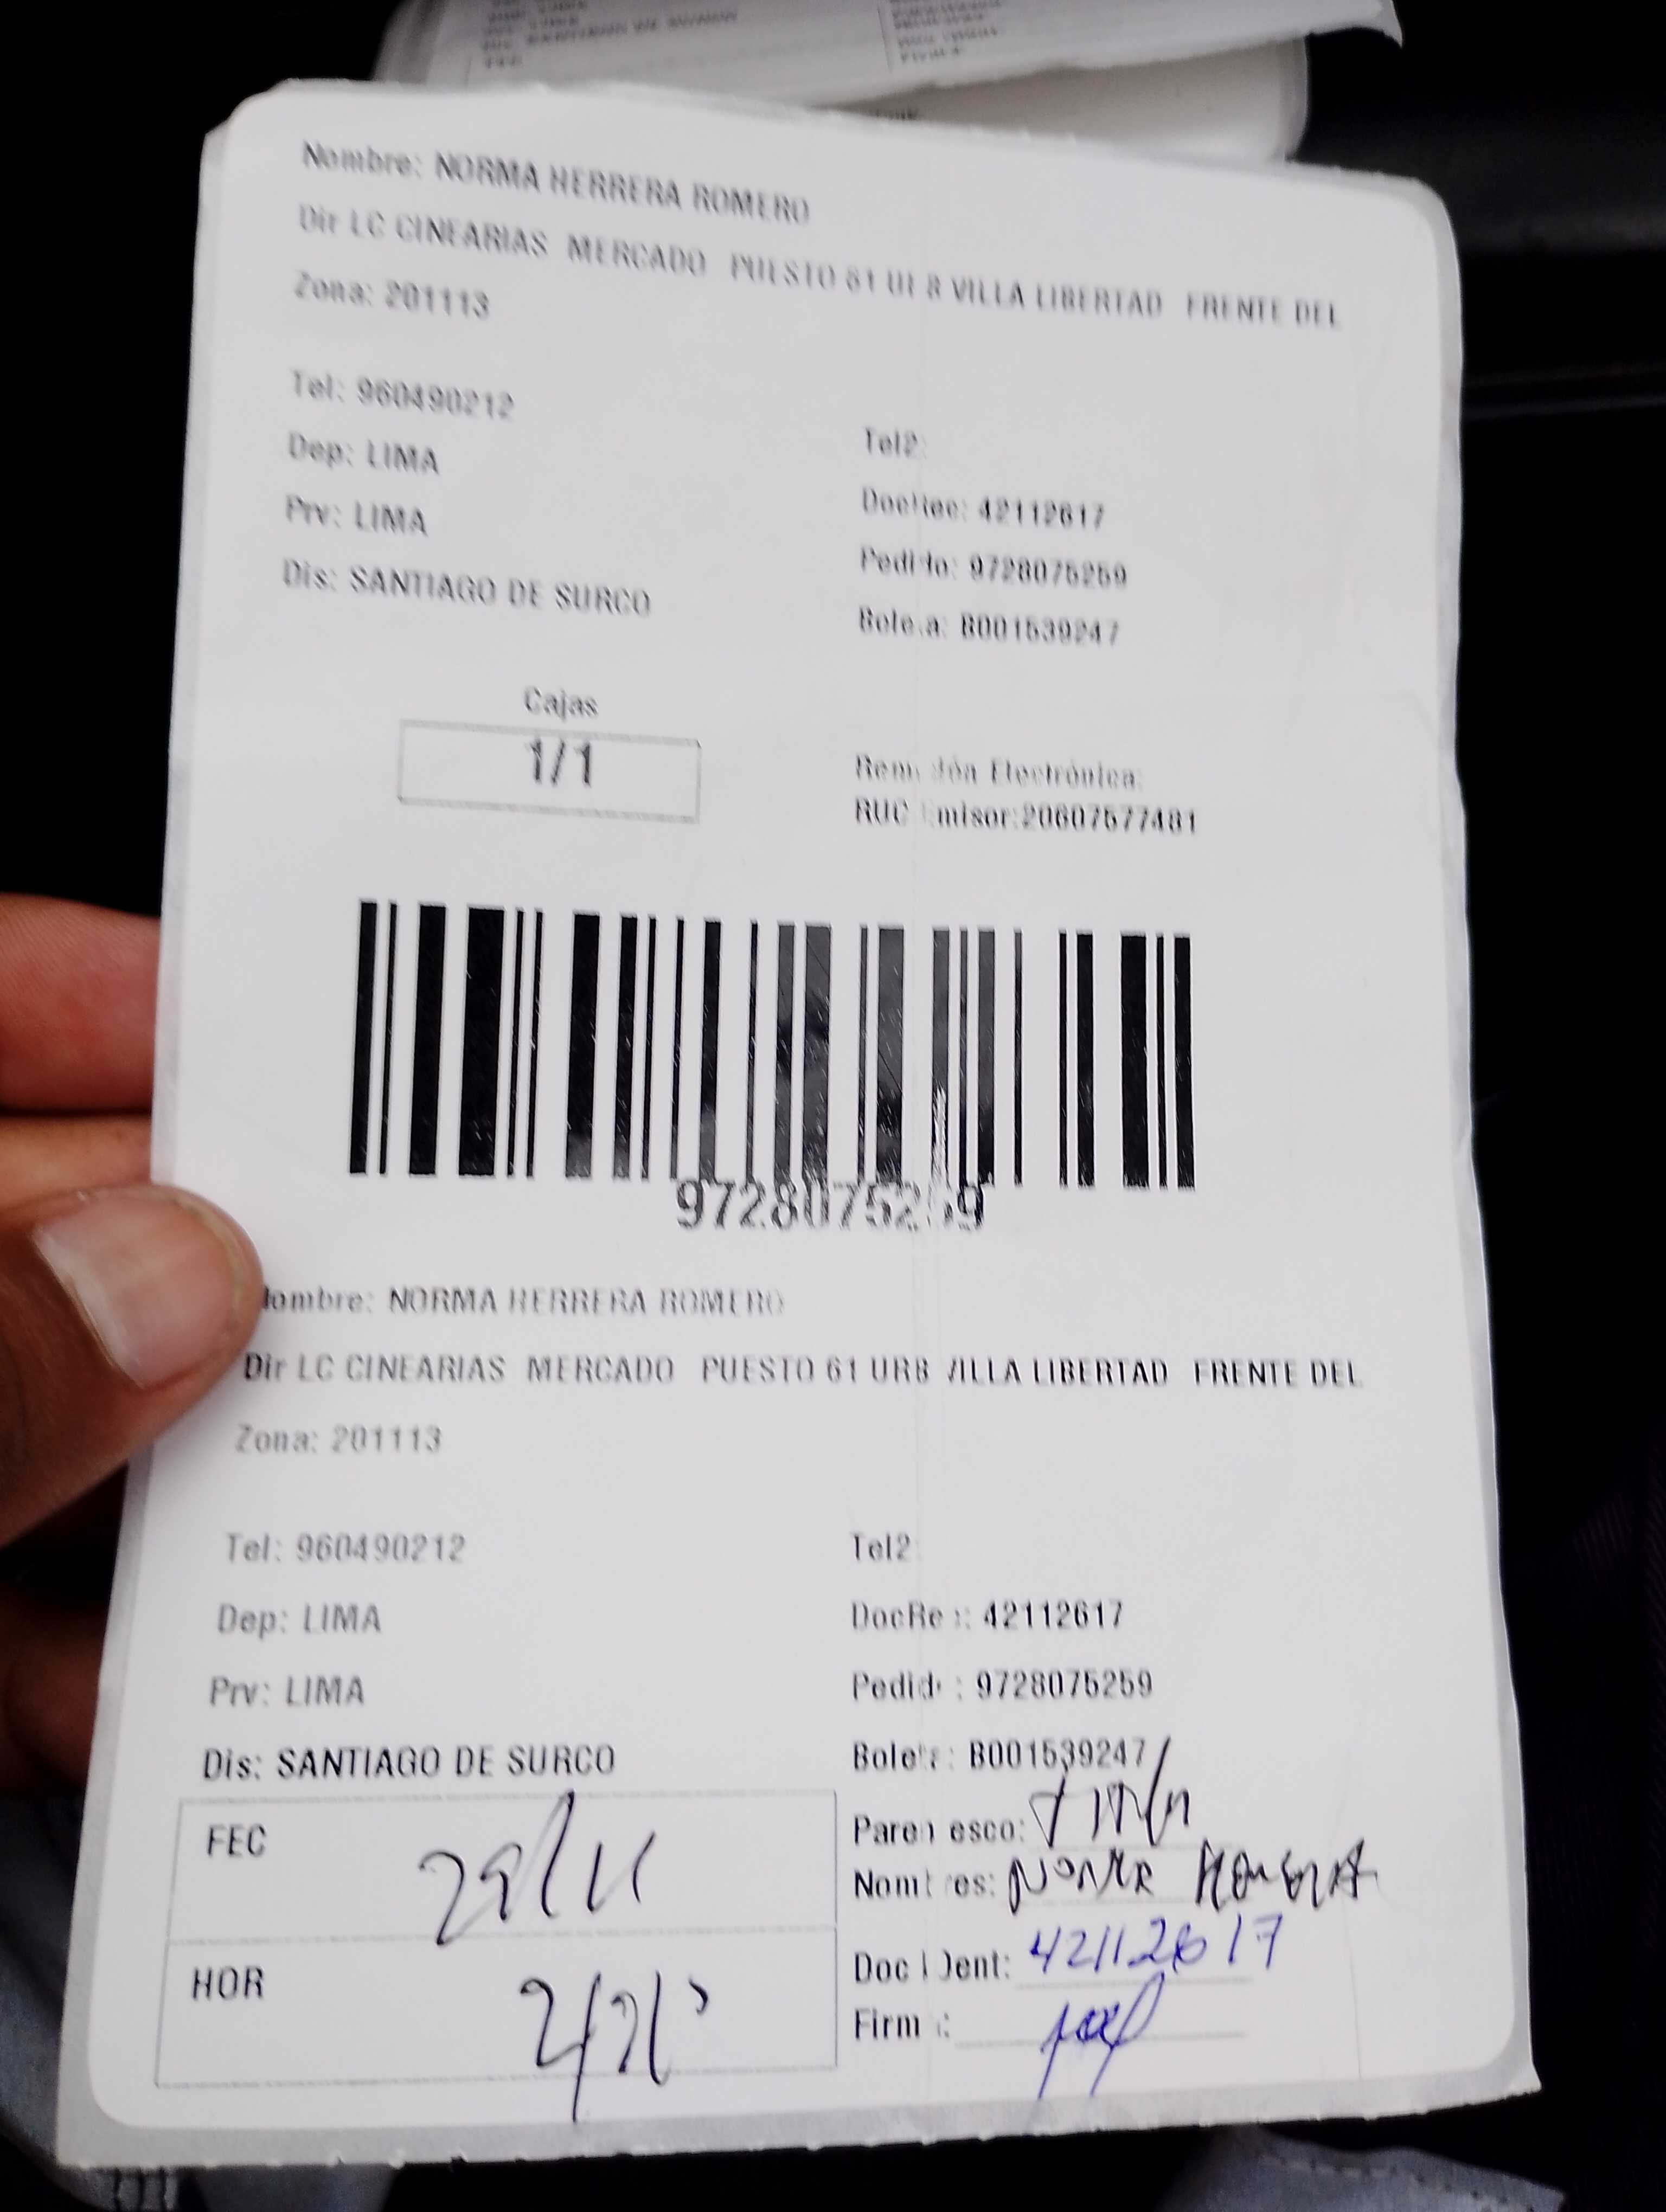 Nombre: NORMA HERRERA ROMERO
Dir LC CINEARIAS MERCADO PUESTO 61 URB VILLA LIBERTAD FRENTE DEL
Zona: 201113
Tel: 960490212
Tel2:
Dep: LIMA
DocRec: 42112617
Prv: LIMA
Pedido: 9728075259
Dis: SANTIAGO DE SURCO
Boleta: B001539247
Cajas
1/1
Electrónica:
RUC Emisor:20607577481
9728075259
Nombre: NORMA HERRERA ROMERO
Dir LC CINEARIAS MERCADO PUESTO 61 URB VILLA LIBERTAD FRENTE DEL
Zona: 201113
Tel: 960490212
Tel2
Dep: LIMA
DocRec: 42112617
Prv: LIMA
Pedido: 9728075259
Dis: SANTIAGO DE SURCO
Boleta: B001539247
FEC
Parentesco:
Nombres: NORMA
HOR
Doc Ident: 42112617
Firma: